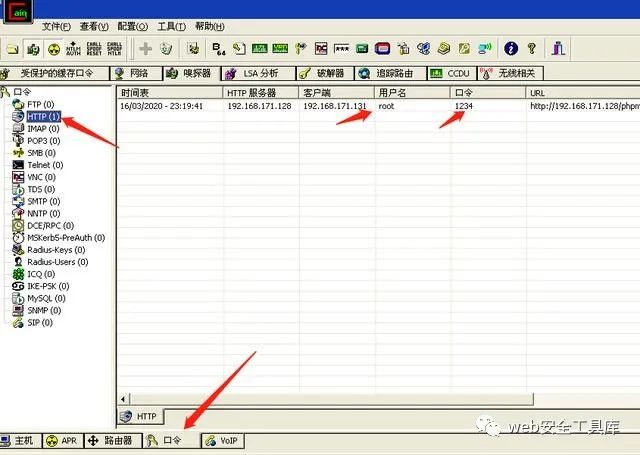 Cain
文件(F) 查看(V) 配置(C) 工具(T) 帮助(H)
NTLM AUTH CHALL SPOOF RESET CHALL SPOOF NTLM B 64
受保护的缓存口令 网络 嗅探器 LSA 分析 破解器 追踪路由 CCDU 无线相关
口令
FTP (0)
HTTP (1)
IMAP (0)
POP3 (0)
SMB (0)
Telnet (0)
VNC (0)
TDS (0)
SMTP (0)
NNTP (0)
DCE/RPC (0)
MSKerb5-PreAuth (0)
Radius-Keys (0)
Radius-Users (0)
ICQ (0)
IKE-PSK (0)
MySQL (0)
SNMP (0)
SIP (0)
时间表 HTTP 服务器 客户端 用户名 口令 URL
16/03/2020 - 23:19:41 192.168.171.128 192.168.171.131 root 1234 http://192.168.171.128/phpm
HTTP
主机 APR 路由器 口令 VoIP
web安全工具库